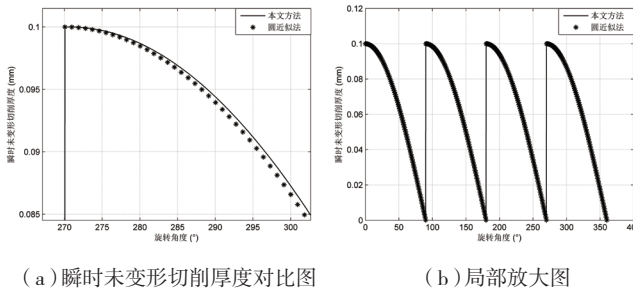 0.1
0.095
0.09
0.085
270
275
280
285
290
295
300
旋转角度 (°)
瞬时未变形切削厚度 (mm)
本文方法
圆近似法
(a)瞬时未变形切削厚度对比图
0.12
0.10
0.08
0.06
0.04
0.02
0
0
50
100
150
200
250
300
350
400
旋转角度 (°)
瞬时未变形切削厚度 (mm)
本文方法
圆近似法
(b)局部放大图